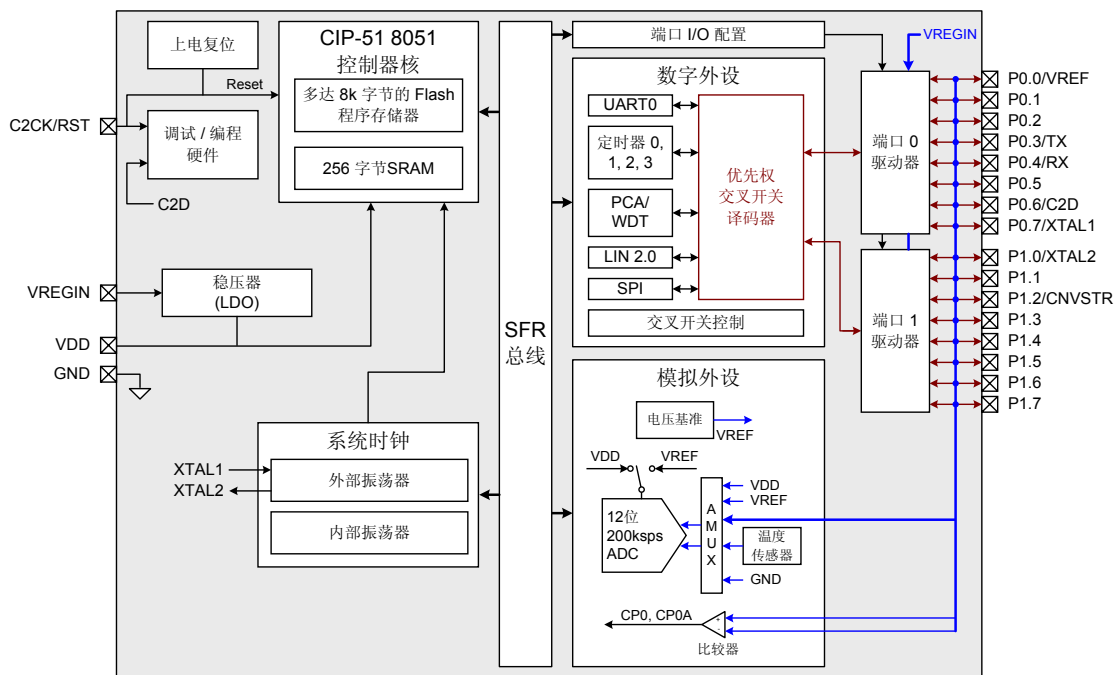 上电复位
Reset
C2CK/RST
调试 / 编程
硬件
C2D
CIP-51 8051
控制器核
多达 8k 字节的 Flash
程序存储器
256 字节SRAM
VREGIN
稳压器
(LDO)
VDD
GND
系统时钟
XTAL1
XTAL2
外部振荡器
内部振荡器
SFR
总线
端口 I/O 配置
数字外设
UART0
定时器 0,
1, 2, 3
PCA/
WDT
LIN 2.0
SPI
优先权
交叉开关
译码器
交叉开关控制
模拟外设
电压基准
VREF
VDD
VREF
12位
200ksps
ADC
A
M
U
X
VDD
VREF
温度
传感器
GND
CP0, CP0A
+
-
比较器
VREGIN
端口 0
驱动器
端口 1
驱动器
P0.0/VREF
P0.1
P0.2
P0.3/TX
P0.4/RX
P0.5
P0.6/C2D
P0.7/XTAL1
P1.0/XTAL2
P1.1
P1.2/CNVSTR
P1.3
P1.4
P1.5
P1.6
P1.7